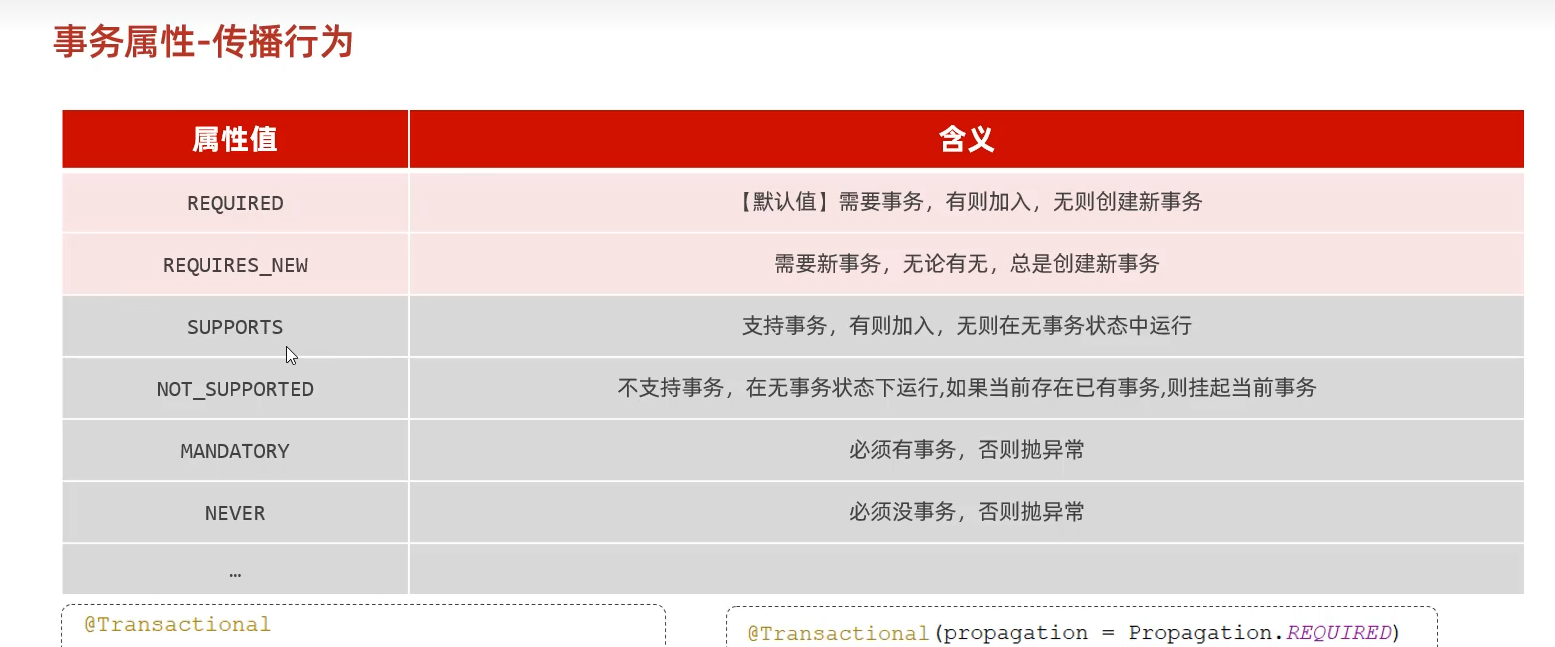 事务属性-传播行为
属性值 含义
REQUIRED 【默认值】需要事务，有则加入，无则创建新事务
REQUIRES_NEW 需要新事务，无论有无，总是创建新事务
SUPPORTS 支持事务，有则加入，无则在无事务状态中运行
NOT_SUPPORTED 不支持事务，在无事务状态下运行,如果当前存在已有事务,则挂起当前事务
MANDATORY 必须有事务，否则抛异常
NEVER 必须没事务，否则抛异常
…
@Transactional
@Transactional(propagation = Propagation.REQUIRED)